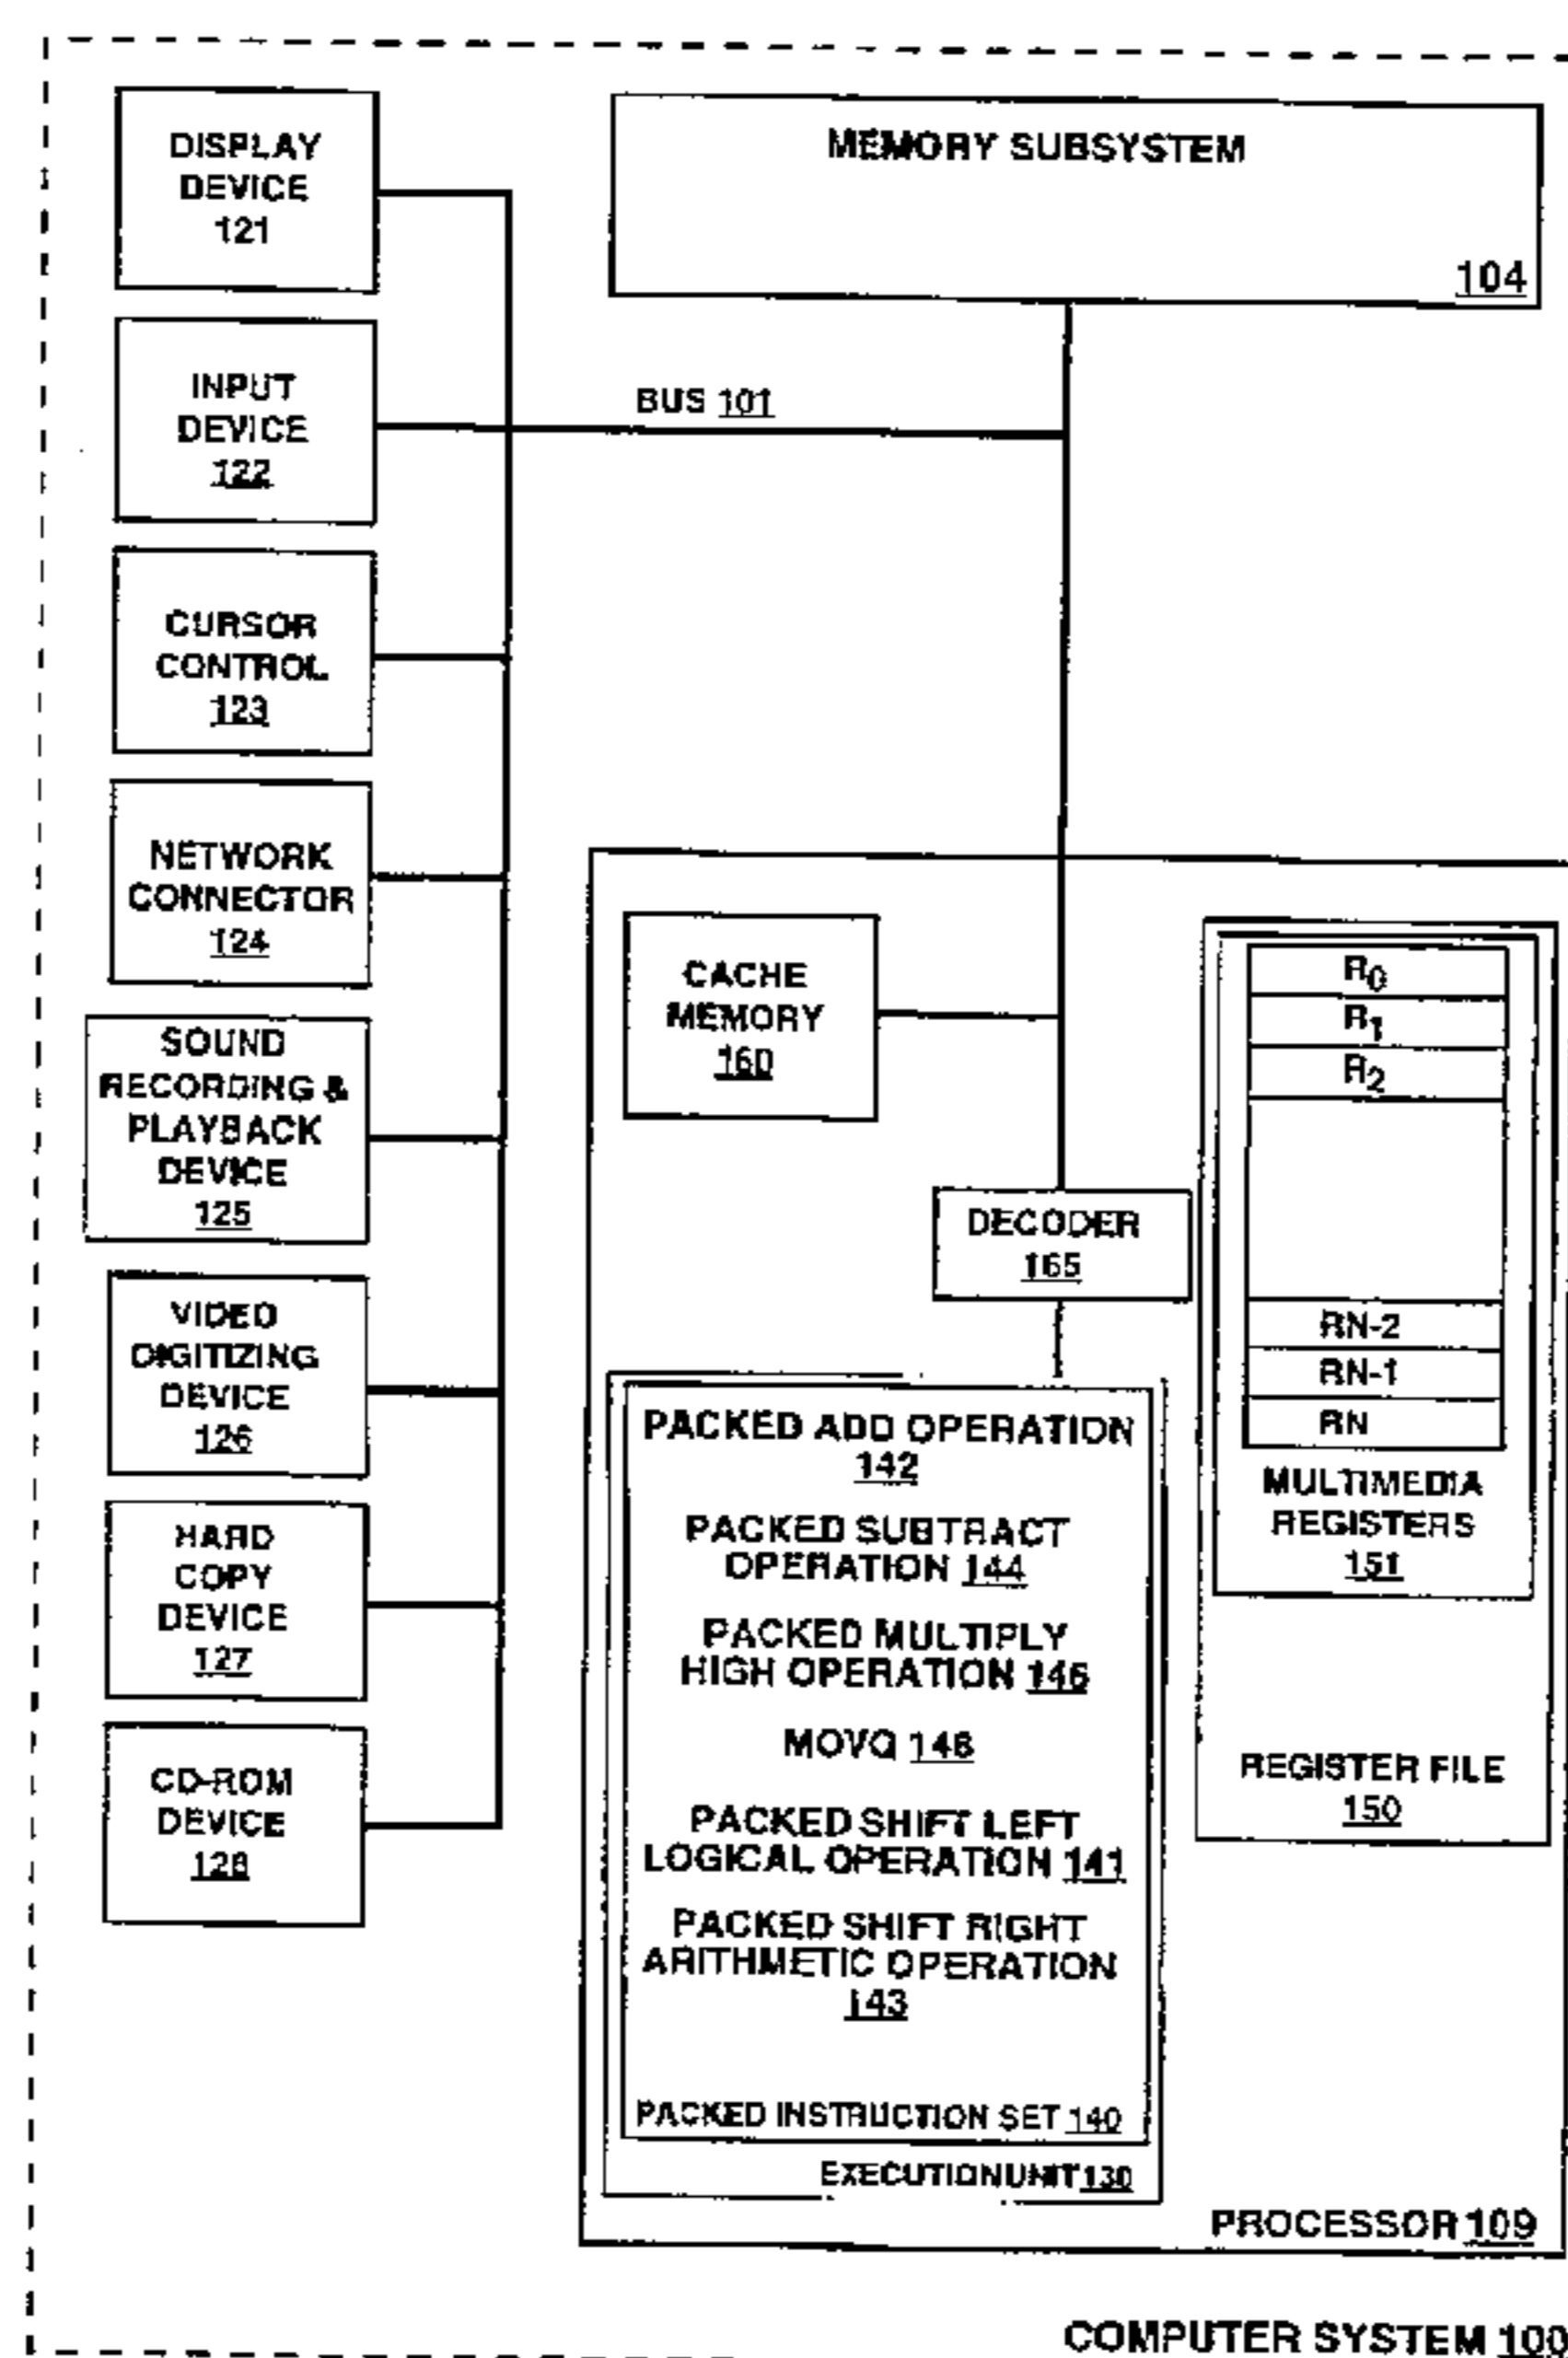 DISPLAY
DEVICE
121
INPUT
DEVICE
122
CURSOR
CONTROL
123
NETWORK
CONNECTOR
124
SOUND
RECORDING &
PLAYBACK
DEVICE
125
VIDEO
DIGITIZING
DEVICE
126
HARD
COPY
DEVICE
127
CD-ROM
DEVICE
128
MEMORY SUBSYSTEM
104
BUS 101
CACHE
MEMORY
160
DECODER
165
PACKED ADD OPERATION
142
PACKED SUBTRACT
OPERATION 144
PACKED MULTIPLY
HIGH OPERATION 146
MOVQ 148
PACKED SHIFT LEFT
LOGICAL OPERATION 141
PACKED SHIFT RIGHT
ARITHMETIC OPERATION
143
PACKED INSTRUCTION SET 140
EXECUTION UNIT 130
R0
R1
R2
RN-2
RN-1
RN
MULTIMEDIA
REGISTERS
151
REGISTER FILE
150
PROCESSOR 109
COMPUTER SYSTEM 100